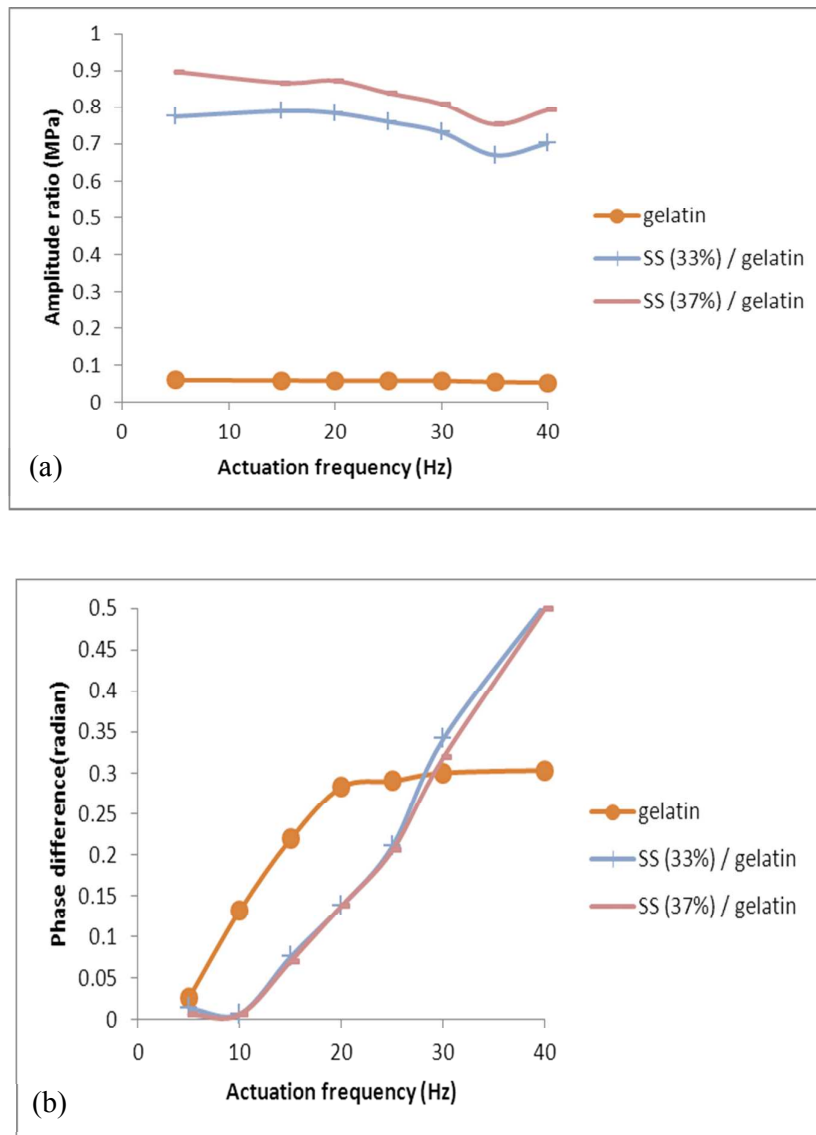 1
0.9
0.8
0.7
0.6
0.5
0.4
0.3
0.2
0.1
0
Amplitude ratio (MPa)
0 10 20 30 40
Actuation frequency (Hz)
gelatin
SS (33%) / gelatin
SS (37%) / gelatin
(a)
0.5
0.45
0.4
0.35
0.3
0.25
0.2
0.15
0.1
0.05
0
Phase difference(radian)
0 10 20 30 40
Actuation frequency (Hz)
gelatin
SS (33%) / gelatin
SS (37%) / gelatin
(b)